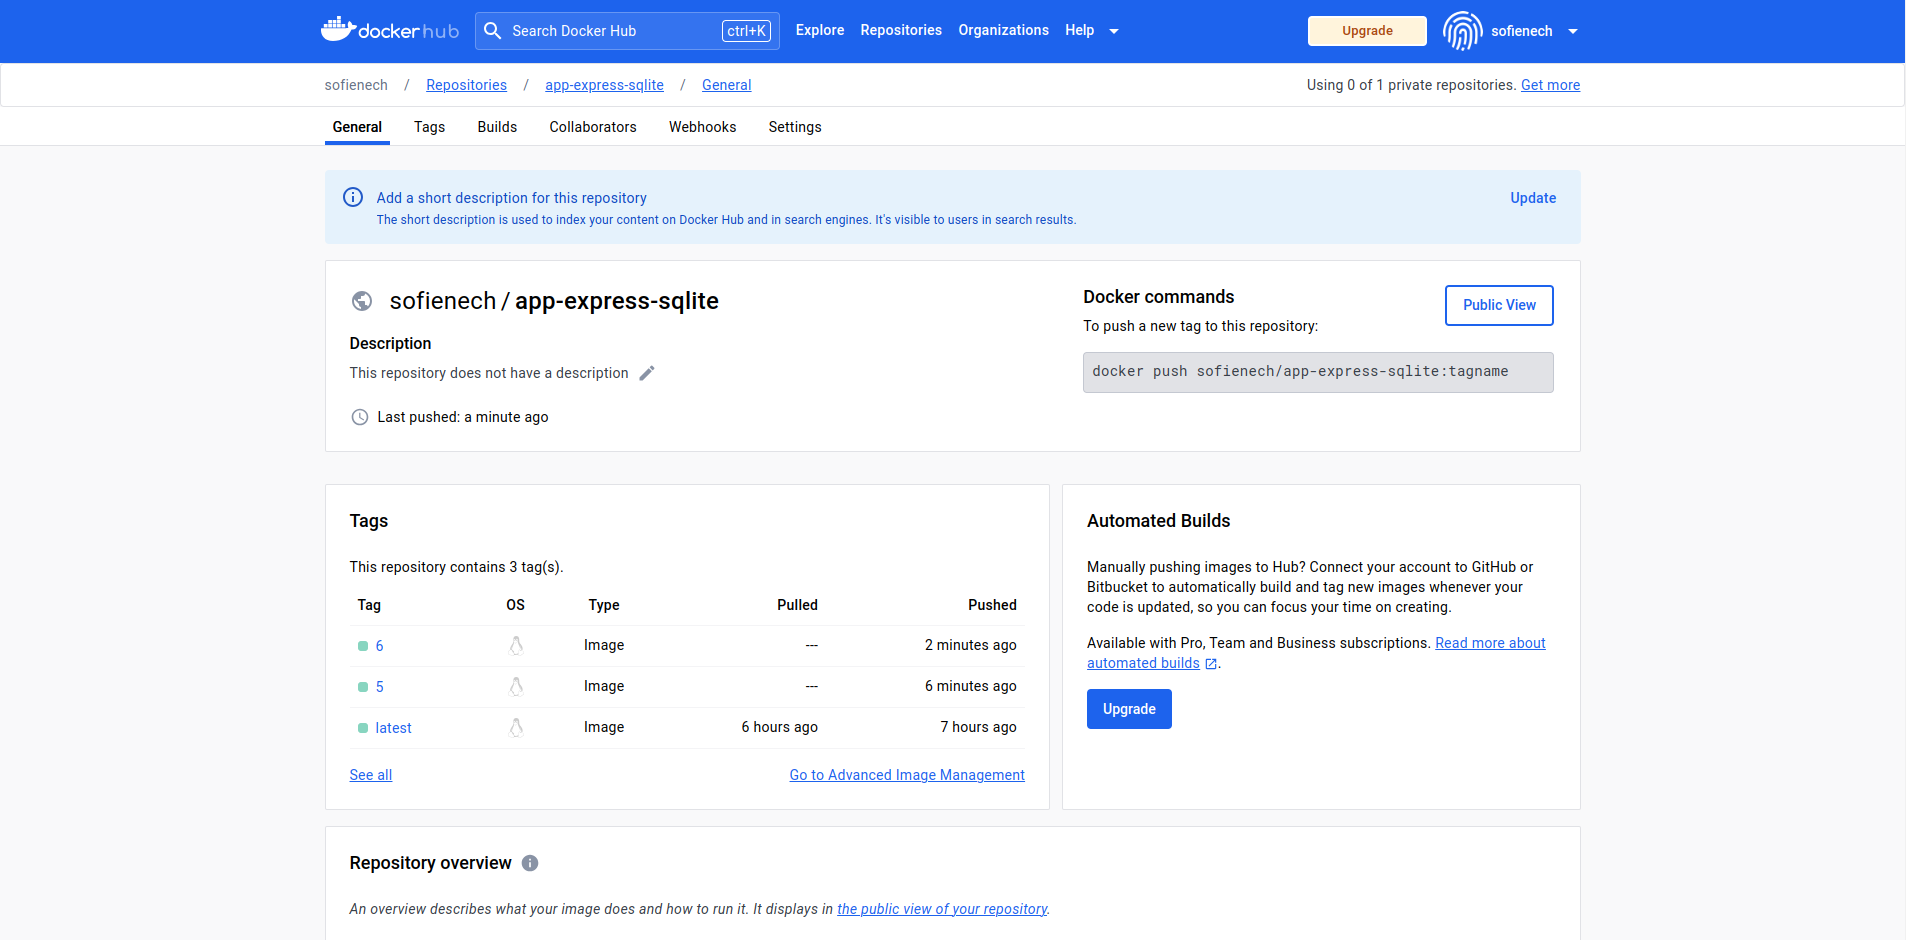 docker hub
Search Docker Hub
ctrl+K
Explore
Repositories
Organizations
Help
Upgrade
sofienech
sofienech / Repositories / app-express-sqlite / General
Using 0 of 1 private repositories. Get more
General
Tags
Builds
Collaborators
Webhooks
Settings
Add a short description for this repository
Update
The short description is used to index your content on Docker Hub and in search engines. It's visible to users in search results.
sofienech / app-express-sqlite
Description
This repository does not have a description
Last pushed: a minute ago
Docker commands
Public View
To push a new tag to this repository:
docker push sofienech/app-express-sqlite:tagname
Tags
This repository contains 3 tag(s).
Tag OS Type Pulled Pushed
6 Image --- 2 minutes ago
5 Image --- 6 minutes ago
latest Image 6 hours ago 7 hours ago
See all
Go to Advanced Image Management
Automated Builds
Manually pushing images to Hub? Connect your account to GitHub or
Bitbucket to automatically build and tag new images whenever your
code is updated, so you can focus your time on creating.
Available with Pro, Team and Business subscriptions. Read more about
automated builds.
Upgrade
Repository overview
An overview describes what your image does and how to run it. It displays in the public view of your repository.